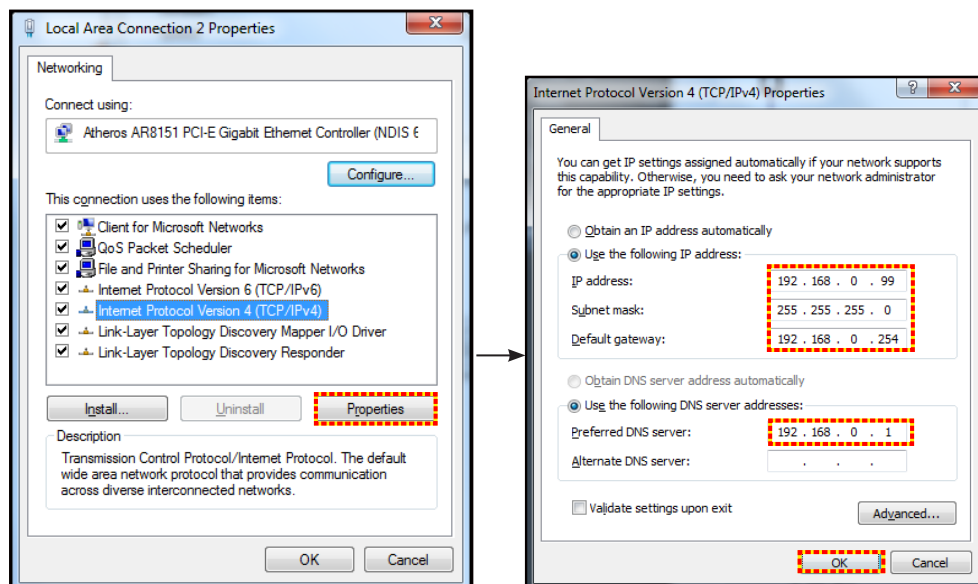 Local Area Connection 2 Properties
Networking
Connect using:
Atheros AR8151 PCI-E Gigabit Ethernet Controller (NDIS 6
Configure...
This connection uses the following items:
Client for Microsoft Networks
QoS Packet Scheduler
File and Printer Sharing for Microsoft Networks
Internet Protocol Version 6 (TCP/IPv6)
Internet Protocol Version 4 (TCP/IPv4)
Link-Layer Topology Discovery Mapper I/O Driver
Link-Layer Topology Discovery Responder
Install...
Uninstall
Properties
Description
Transmission Control Protocol/Internet Protocol. The default
wide area network protocol that provides communication
across diverse interconnected networks.
OK
Cancel
Internet Protocol Version 4 (TCP/IPv4) Properties
General
You can get IP settings assigned automatically if your network supports
this capability. Otherwise, you need to ask your network administrator
for the appropriate IP settings.
Obtain an IP address automatically
Use the following IP address:
IP address: 192 . 168 . 0 . 99
Subnet mask: 255 . 255 . 255 . 0
Default gateway: 192 . 168 . 0 . 254
Obtain DNS server address automatically
Use the following DNS server addresses:
Preferred DNS server: 192 . 168 . 0 . 1
Alternate DNS server: . . .
Validate settings upon exit
Advanced...
OK
Cancel